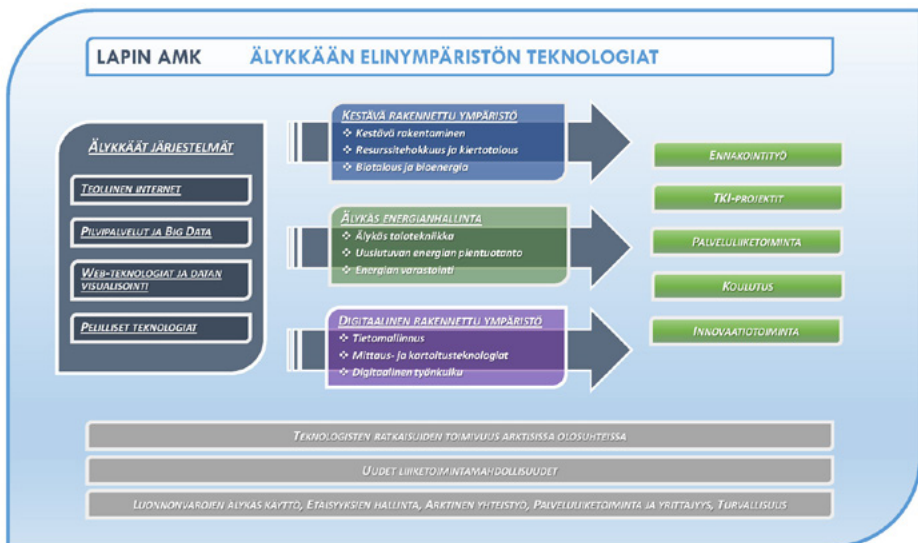 LAPIN AMK ÄLYKKÄÄN ELINYMPÄRISTÖN TEKNOLOGIAT
ÄLYKKÄÄT JÄRJESTELMÄT
TEOLLINEN INTERNET
PILVIPALVELUT JA BIG DATA
WEB-TEKNOLOGIAT JA DATAN
VISUALISOINTI
PELILLISET TEKNOLOGIAT
KESTÄVÄ RAKENNETTU YMPÄRISTÖ
❖ Kestävä rakentaminen
❖ Resurssitehokkuus ja kiertotalous
❖ Biotalous ja bioenergia
ÄLYKÄS ENERGIANHALLINTA
❖ Älykäs talotekniikka
❖ Uusiutuvan energian pientuotanto
❖ Energian varastointi
DIGITAALINEN RAKENNETTU YMPÄRISTÖ
❖ Tietomallinnus
❖ Mittaus- ja kartoitusteknologiat
❖ Digitaalinen työnkulku
ENNAKOINTITYÖ
TKI-PROJEKTIT
PALVELULIIKETOIMINTA
KOULUTUS
INNOVAATIOTOIMINTA
TEKNOLOGISTEN RATKAISUIDEN TOIMIVUUS ARKTISISSA OLOSUHTEISSA
UUDET LIIKETOIMINTAMAHDOLLISUUDET
LUONNONVAROJEN ÄLYKÄS KÄYTTÖ, ETÄISYYKSIEN HALLINTA, ARKTINEN YHTEISTYÖ, PALVELULIIKETOIMINTA JA YRITTÄJYYS, TURVALLISUUS